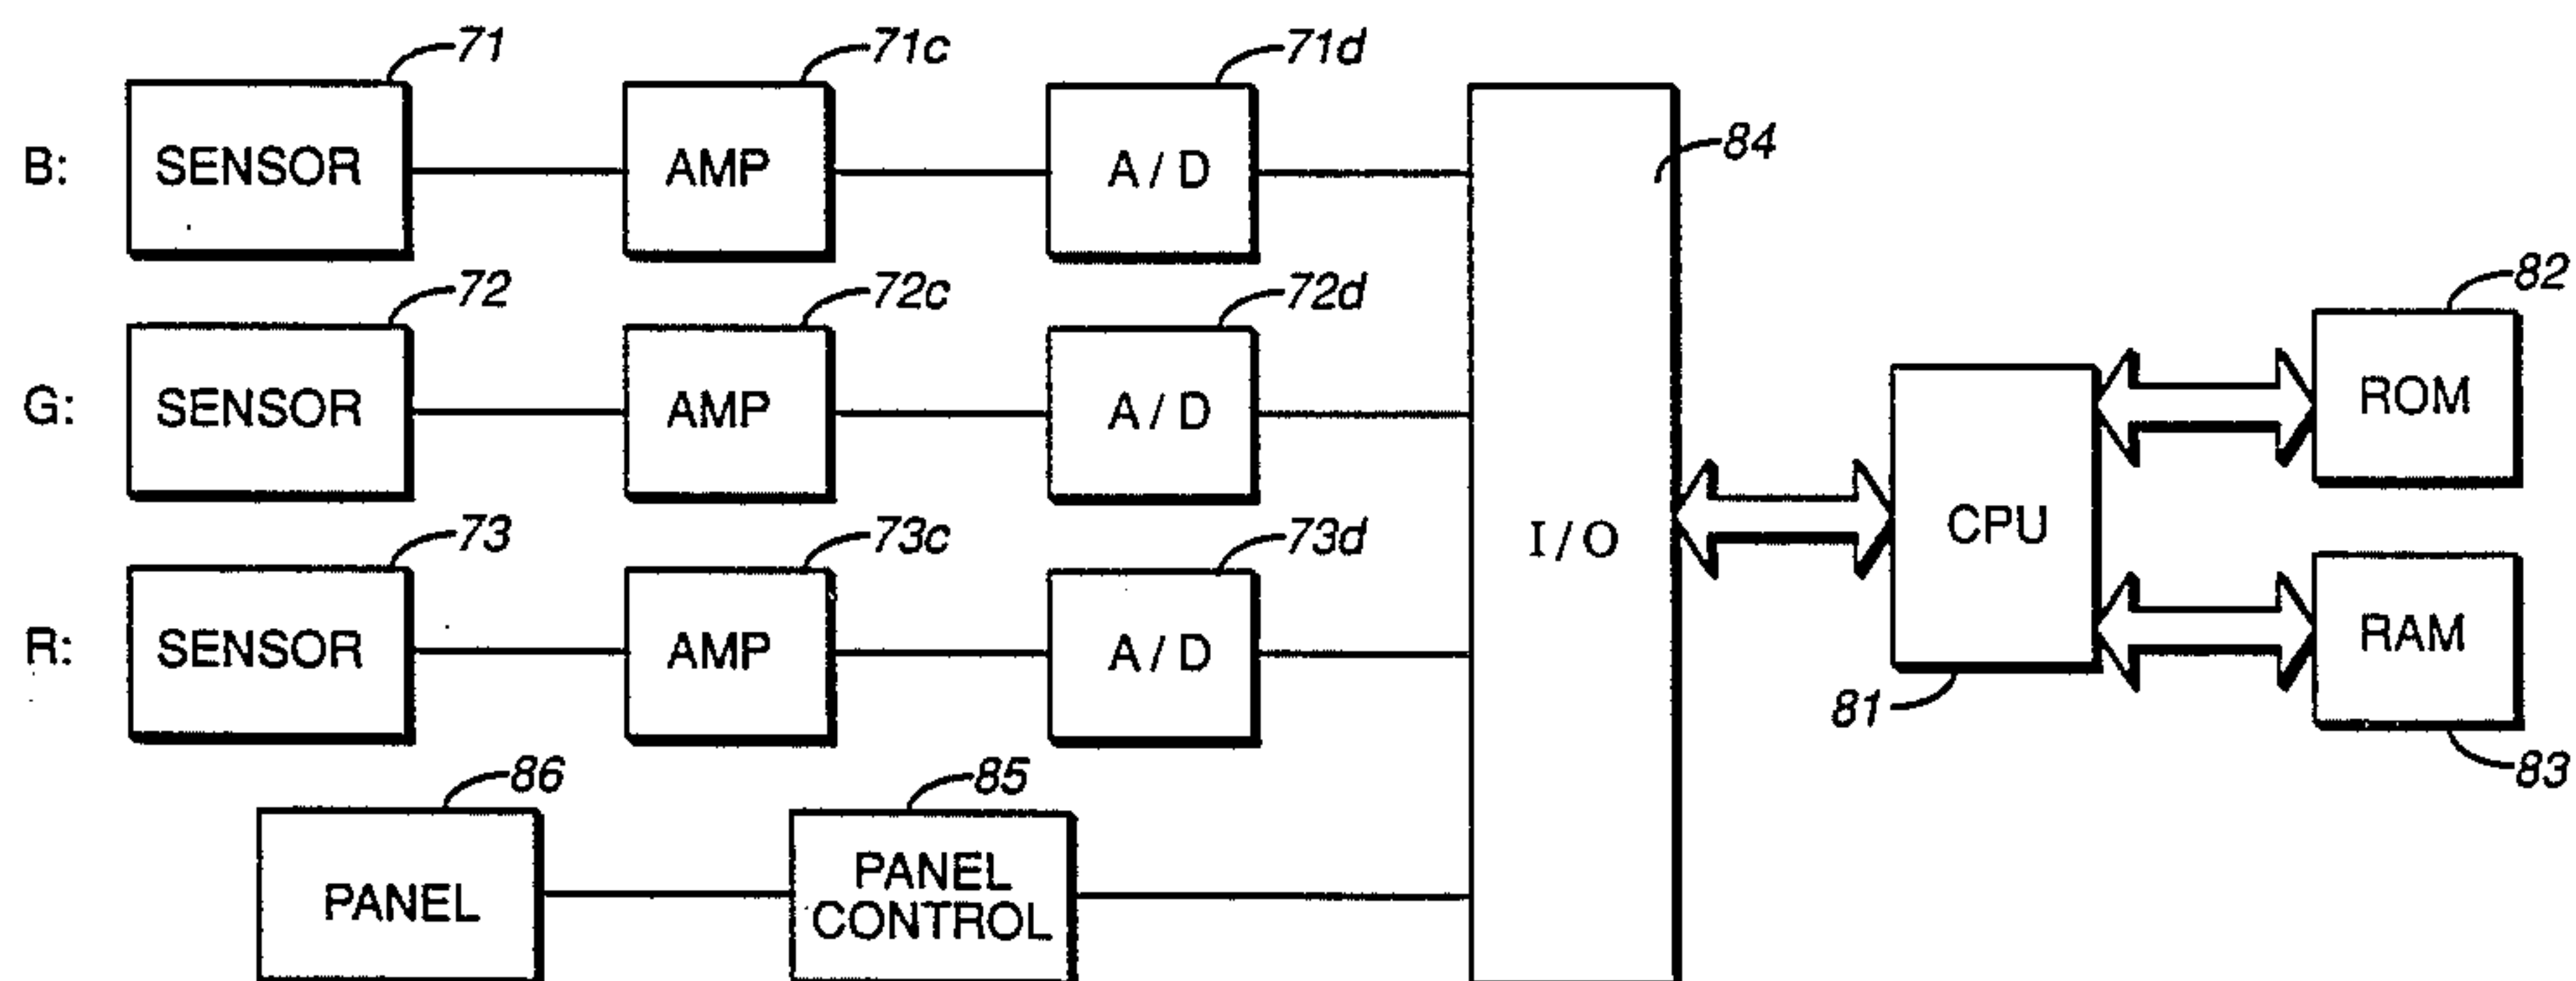 71 71c 71d
B: SENSOR AMP A/D
84
72 72c 72d 82
G: SENSOR AMP A/D ROM
73 73c 73d I/O CPU
R: SENSOR AMP A/D RAM
81
86 85 83
PANEL PANEL CONTROL